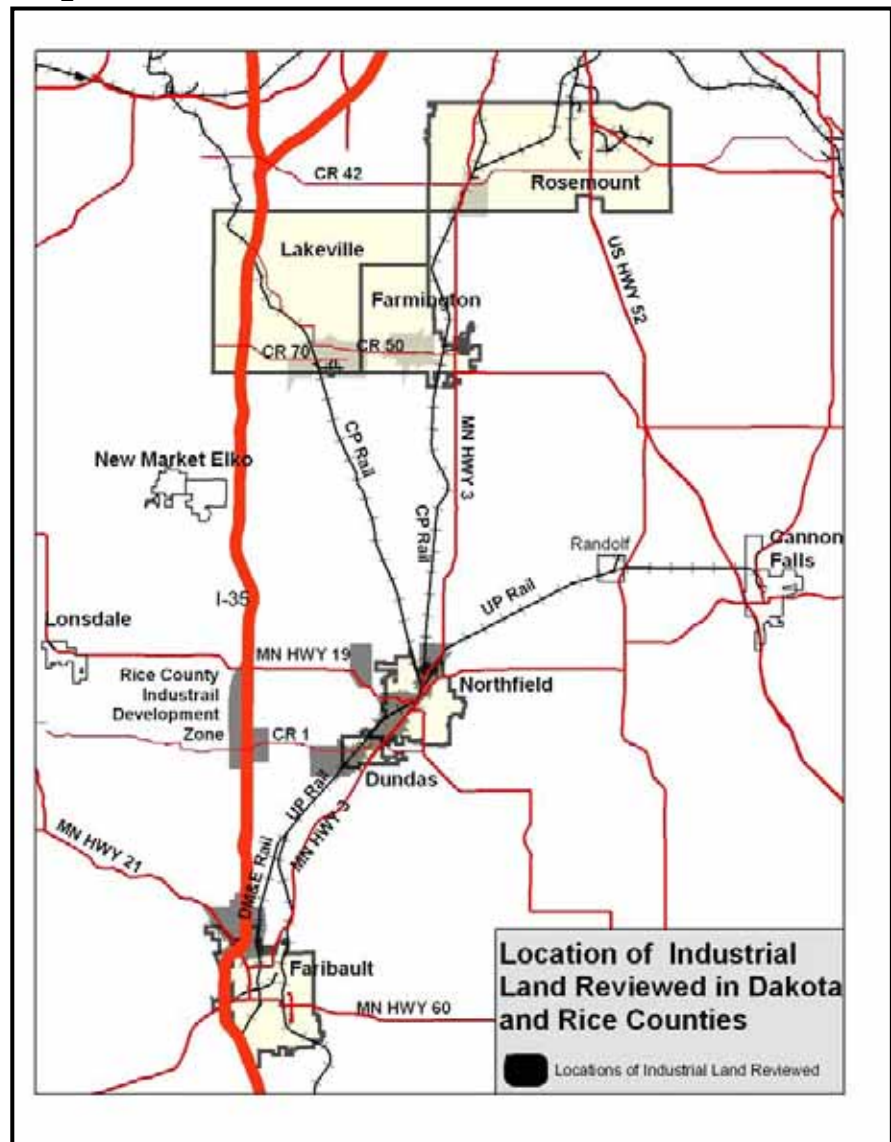 CR 42
Rosemount
Lakeville
US HWY 52
Farmington
CR 50
CR 70
CP Rail
MN HWY 3
New Market Elko
CP Rail
Randolf
Cannon
Falls
UP Rail
I-35
Lonsdale
MN HWY 19
Rice County
Industrail
Development
Zone
Northfield
CR 1
Dundas
UP Rail
MN HWY 3
MN HWY 21
DM&E Rail
Faribault
MN HWY 60
Location of Industrial
Land Reviewed in Dakota
and Rice Counties
Locations of Industrial Land Reviewed